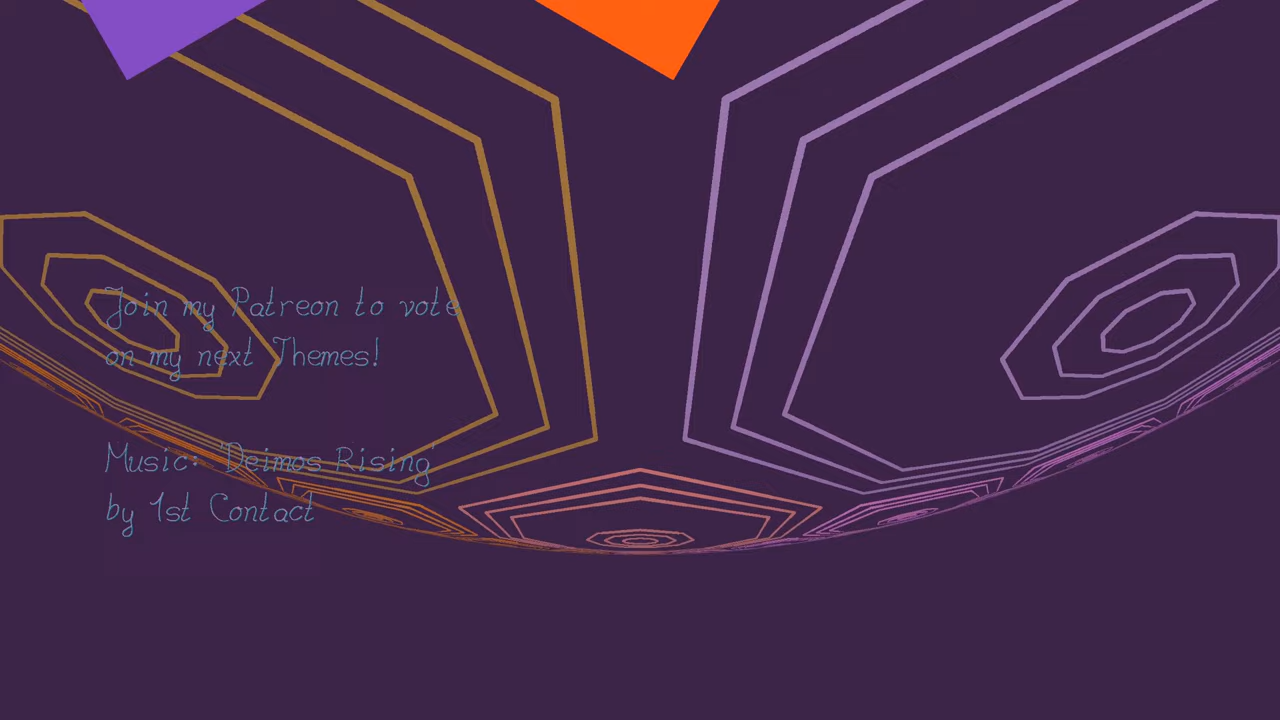 Join my Patreon to vote
on my next Themes!
Music: 'Deimos Rising'
by 1st Contact